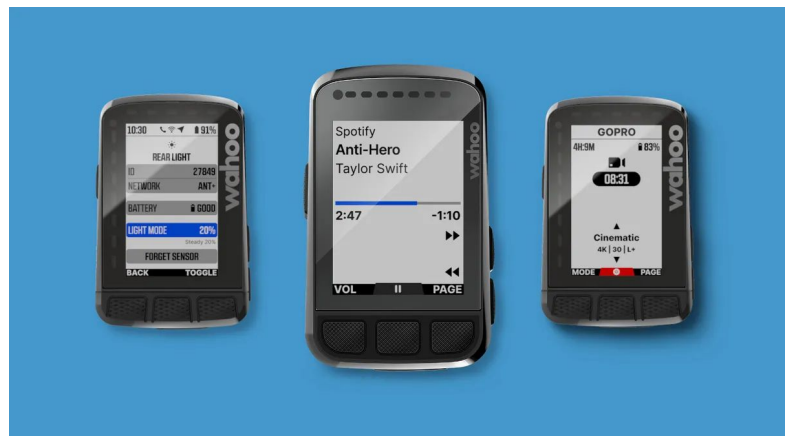 10:30 91%
REAR LIGHT
ID 27849
NETWORK ANT+
BATTERY GOOD
LIGHT MODE 20%
Steady 20%
FORGET SENSOR
BACK TOGGLE
wahoo
Spotify
Anti-Hero
Taylor Swift
2:47 -1:10
VOL PAGE
wahoo
GOPRO
4H:9M 83%
08:31
Cinematic
4K | 30 | L+
MODE PAGE
wahoo